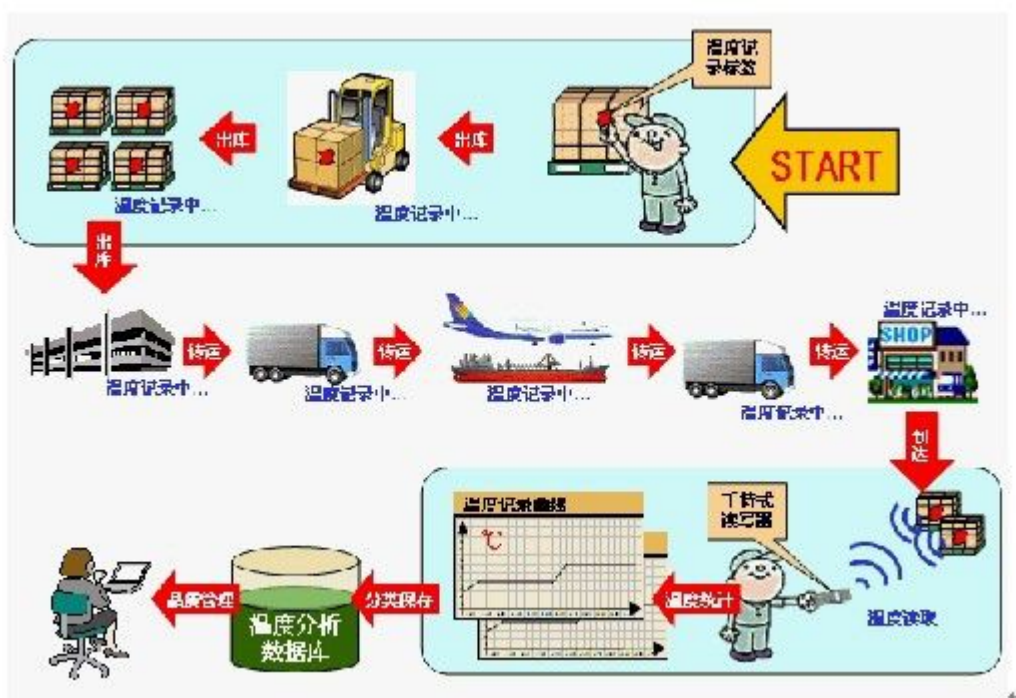 温度记
录标签
START
出库
出库
温度记录中...
温度记录中...
出
库
转运
转运
转运
转运
温度记录中...
SHOP
温度记录中...
温度记录中...
温度记录中...
温度记录中...
到
达
手持式
读写器
温度记录曲线
℃
温度读取
温度统计
分类保存
品质管理
温度分析
数据库